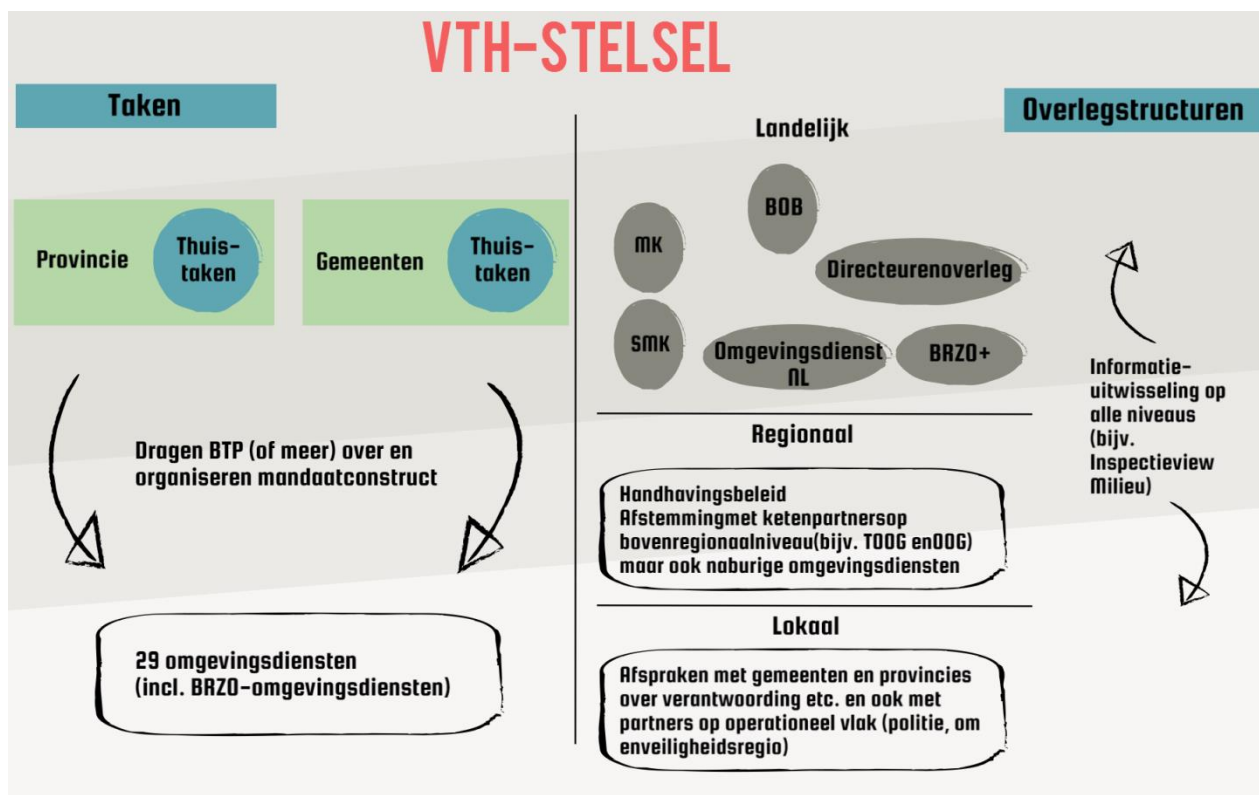 VTH-STELSEL
Taken
Provincie
Thuis-
taken
Gemeenten
Thuis-
taken
Dragen BTP (of meer) over en
organiseren mandaatconstruct
29 omgevingsdiensten
(incl. BRZO-omgevingsdiensten)
Overlegstructuren
Landelijk
BOB
MK
Directeurenoverleg
SMK
Omgevingsdienst
NL
BRZO+
Informatie-
uitwisseling op
alle niveaus
(bijv.
Inspectieview
Milieu)
Regionaal
Handhavingsbeleid
Afstemmingmet ketenpartnersop
bovenregionaalniveau(bijv. TOOG enOOG)
maar ook naburige omgevingsdiensten
Lokaal
Afspraken met gemeenten en provincies
over verantwoording etc. en ook met
partners op operationeel vlak (politie, om
enveiligheidsregio)